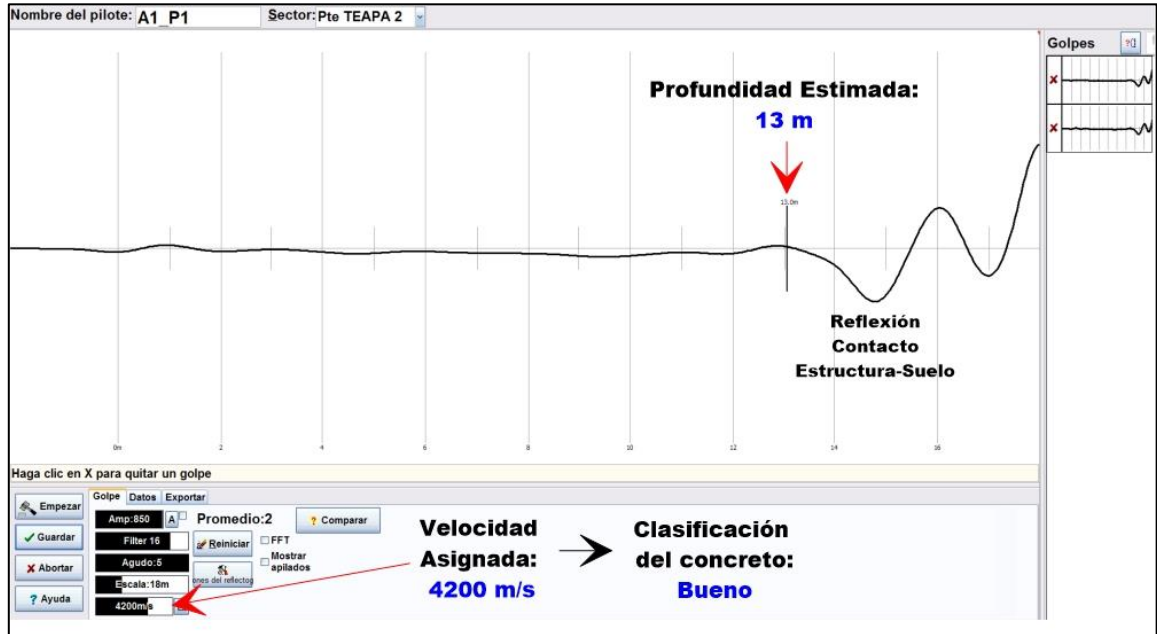 Nombre del pilote: A1_P1 Sector: Pte TEAPA 2
Golpes
Profundidad Estimada:
13 m
13.0m
Reflexión
Contacto
Estructura-Suelo
0m 2 4 6 8 10 12 14 16
Haga clic en X para quitar un golpe
Empezar
Guardar
Abortar
? Ayuda
Golpe Datos Exportar
Amp:850 A Promedio:2 ? Comparar
Filter 16 Reiniciar FFT
Agudo:5 Mostrar
apilados
Escala:18m ones del reflectog
4200m/s
Velocidad
Asignada:
4200 m/s
Clasificación
del concreto:
Bueno